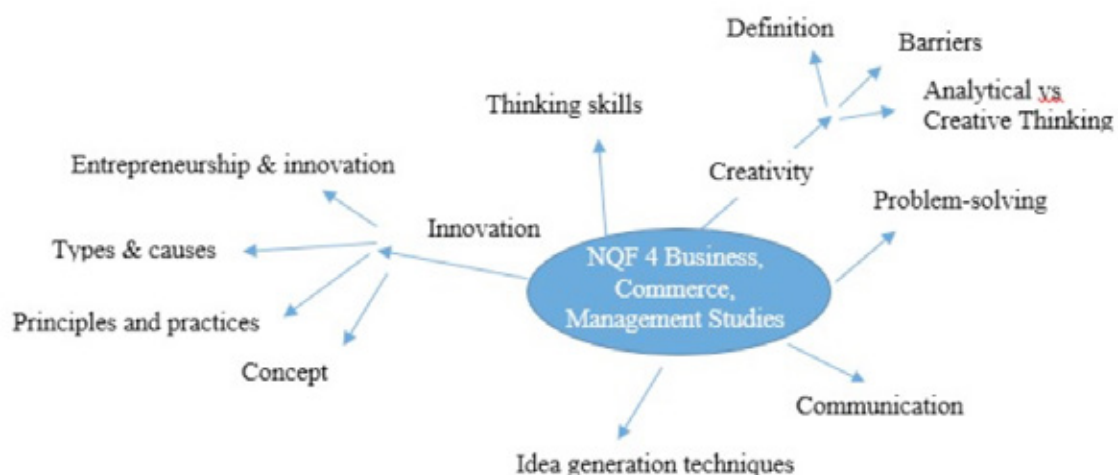 Definition
Barriers
Analytical vs
Creative Thinking
Thinking skills
Creativity
Entrepreneurship & innovation
Problem-solving
Innovation
Types & causes
NQF 4 Business,
Commerce,
Management Studies
Principles and practices
Concept
Communication
Idea generation techniques